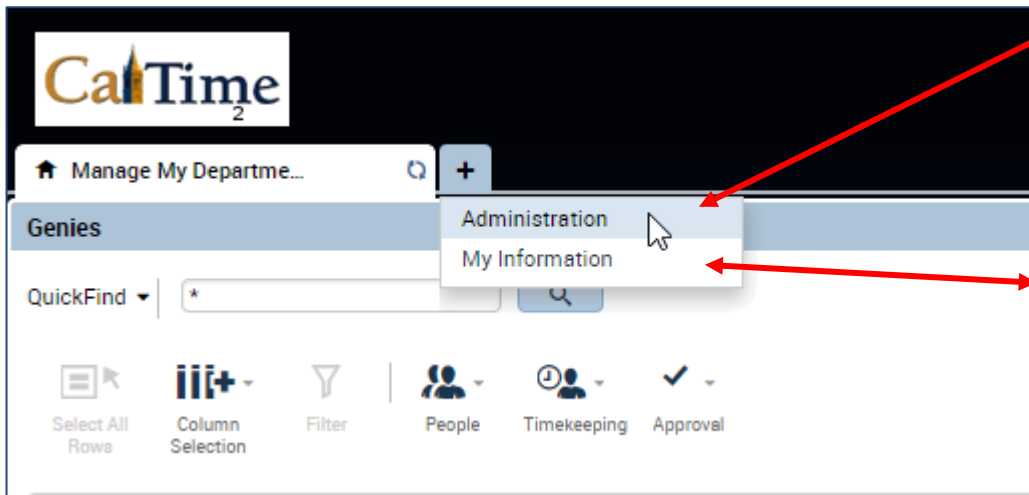 CalTime
2
Manage My Departme...
+
Administration
My Information
Genies
QuickFind
*
Select All Rows
Column Selection
Filter
People
Timekeeping
Approval